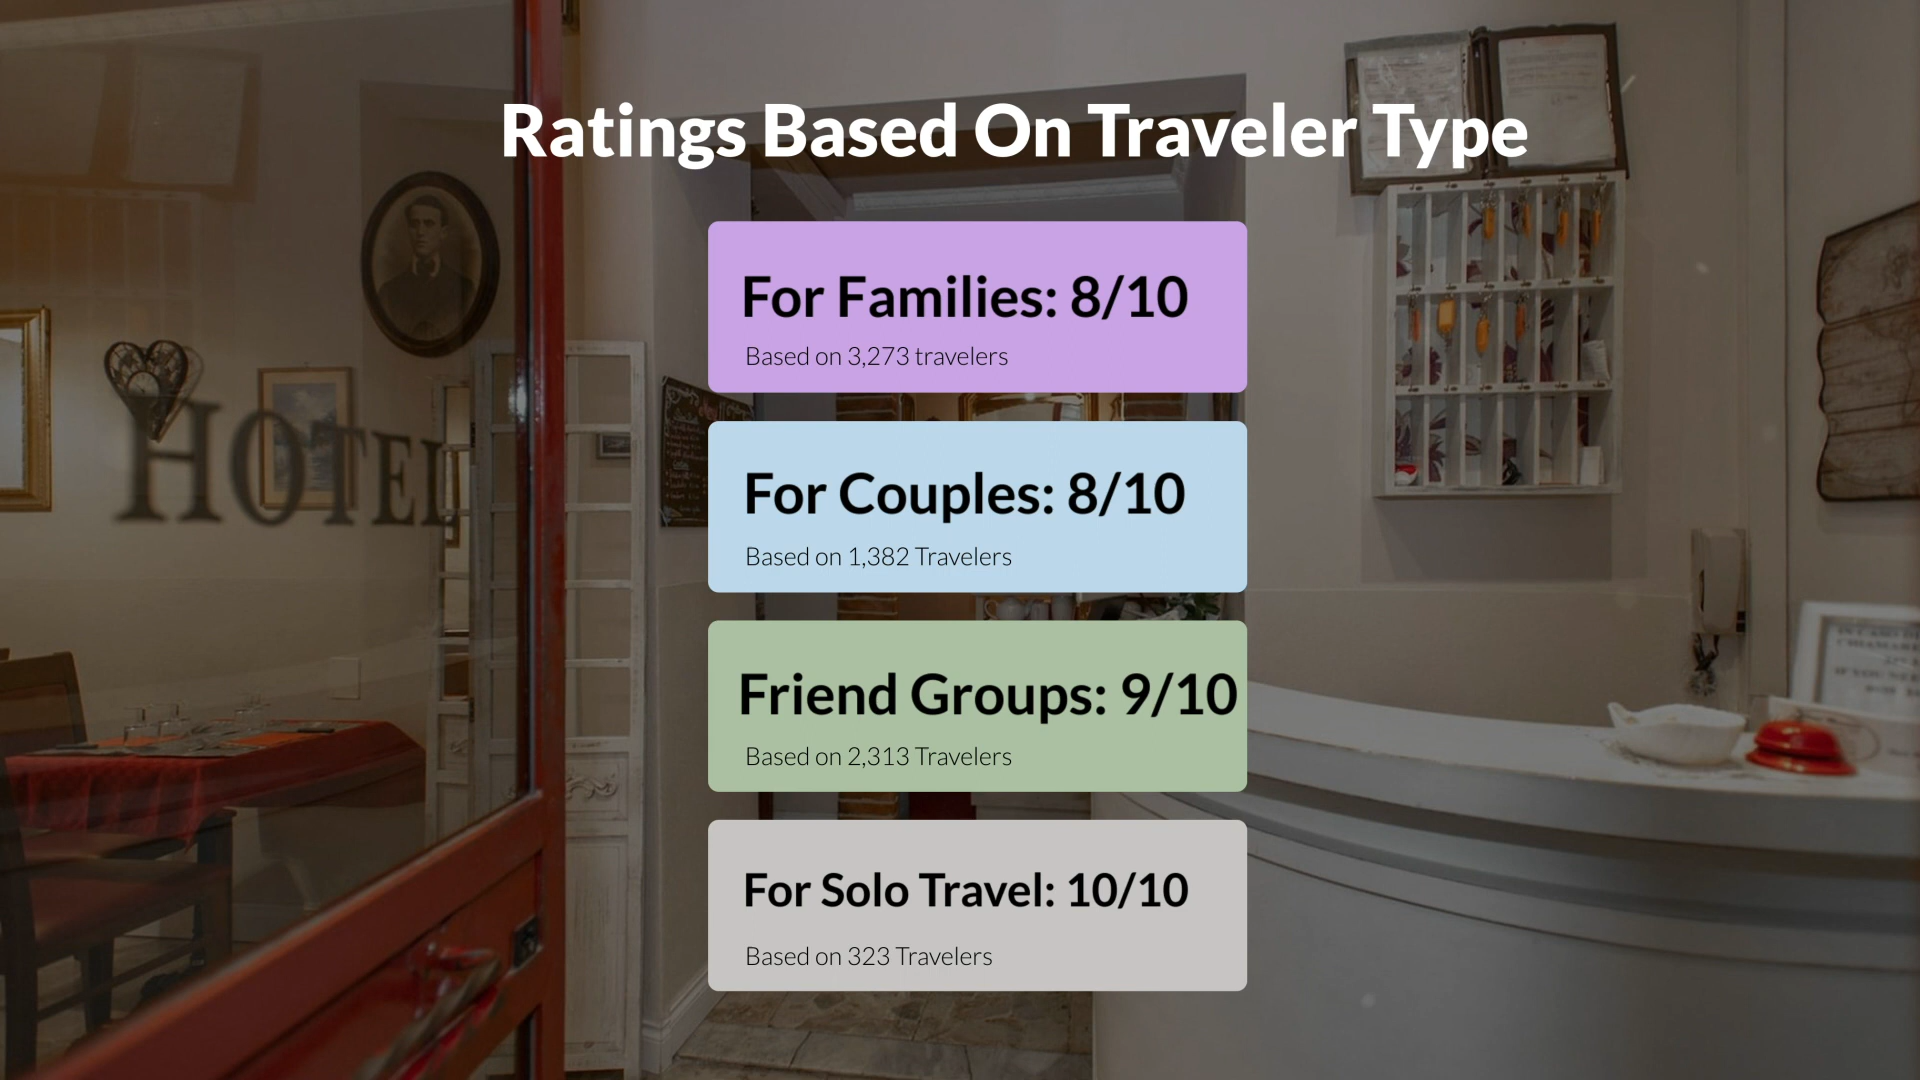 Ratings Based On Traveler Type
For Families: 8/10
Based on 3,273 travelers
HOTEL
For Couples: 8/10
Based on 1,382 Travelers
Friend Groups: 9/10
Based on 2,313 Travelers
For Solo Travel: 10/10
Based on 323 Travelers